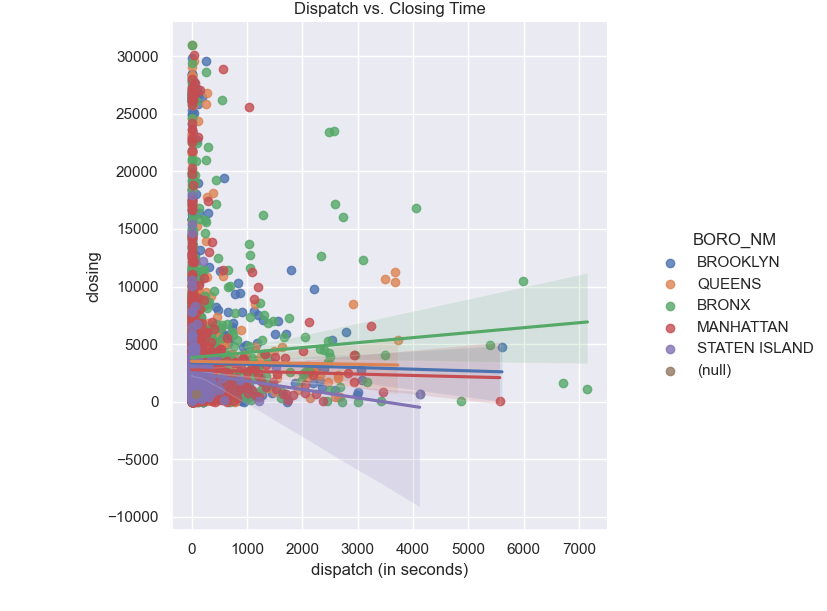 Dispatch vs. Closing Time
30000
25000
20000
15000
10000
5000
0
−5000
−10000
closing
0 1000 2000 3000 4000 5000 6000 7000
dispatch (in seconds)
BORO_NM
BROOKLYN
QUEENS
BRONX
MANHATTAN
STATEN ISLAND
(null)